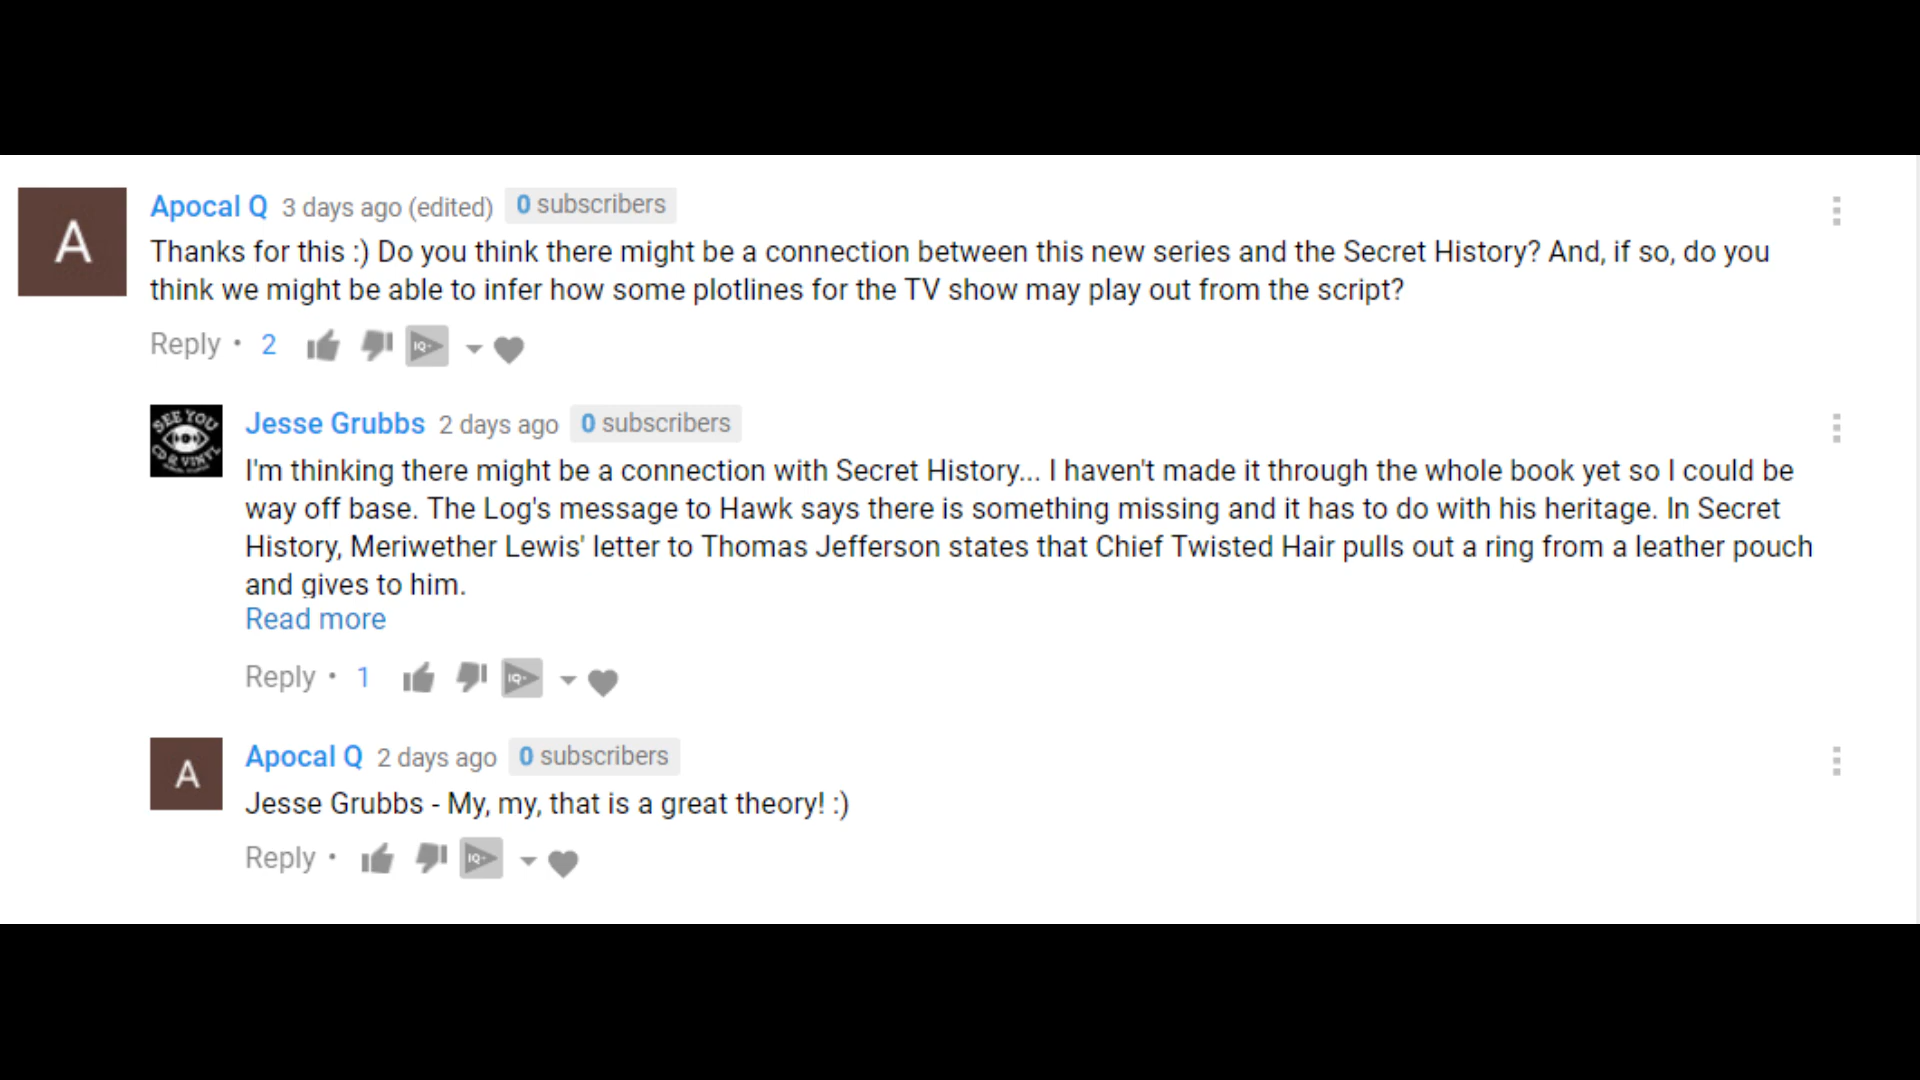 A
Apocal Q 3 days ago (edited) 0 subscribers
Thanks for this :) Do you think there might be a connection between this new series and the Secret History? And, if so, do you
think we might be able to infer how some plotlines for the TV show may play out from the script?
Reply • 2 IQ+
SEE YOU
CD & VINYL
Jesse Grubbs 2 days ago 0 subscribers
I'm thinking there might be a connection with Secret History... I haven't made it through the whole book yet so I could be
way off base. The Log's message to Hawk says there is something missing and it has to do with his heritage. In Secret
History, Meriwether Lewis' letter to Thomas Jefferson states that Chief Twisted Hair pulls out a ring from a leather pouch
and gives to him.
Read more
Reply • 1 IQ+
A
Apocal Q 2 days ago 0 subscribers
Jesse Grubbs - My, my, that is a great theory! :)
Reply • IQ+